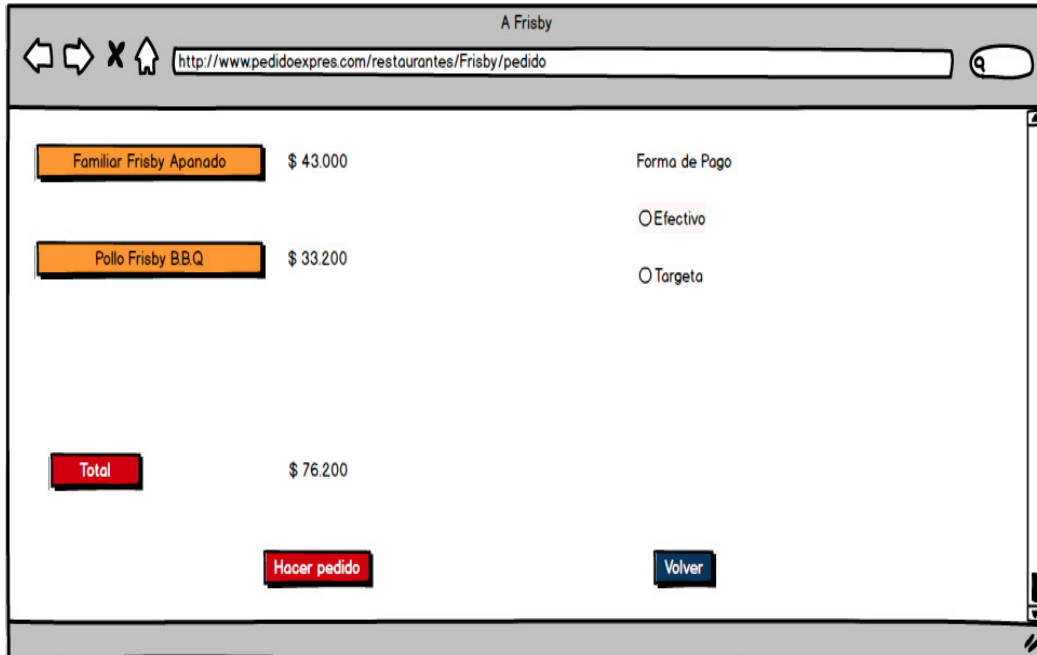 A Frisby
http://www.pedidoexpres.com/restaurantes/Frisby/pedido
Familiar Frisby Apanado $ 43.000
Forma de Pago
Efectivo
Pollo Frisby B.B.Q $ 33.200
Targeta
Total $ 76.200
Hacer pedido
Volver